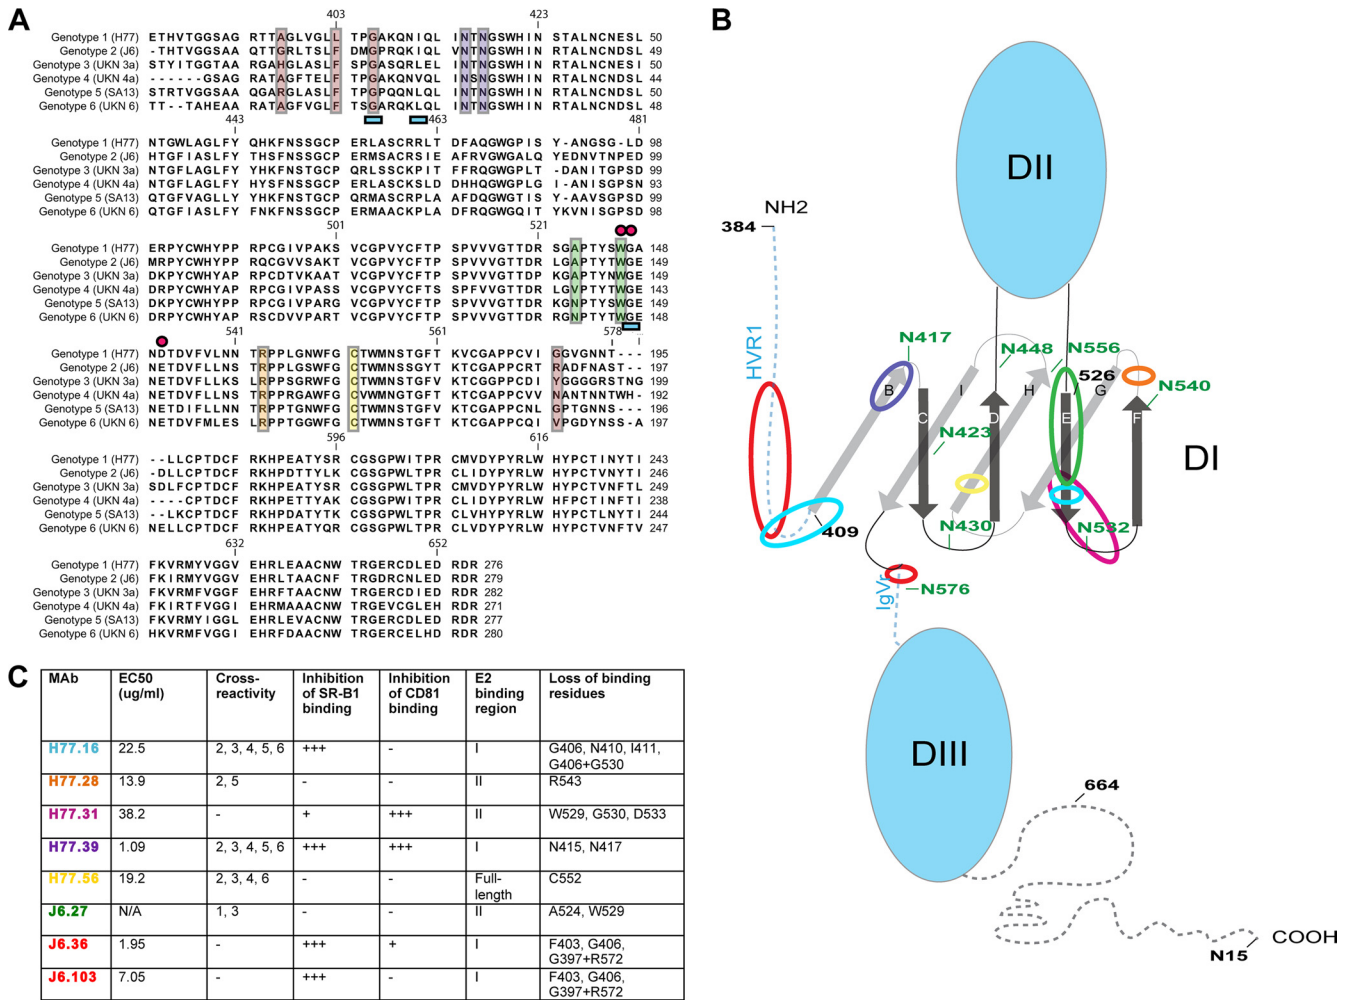 A
403 423
Genotype 1 (H77) ETHVTGGSAG RTTAGLVGLL TPGAKQNIQL INTNGSWHIN STALNCNESL 50
Genotype 2 (J6) -THTVGGSAA QTTGRLTSLF DMGPRQKIQL VNTNGSWHIN RTALNCNDSL 49
Genotype 3 (UKN 3a) STYITGGTAA RGAHGLASLF SPGASQRLEL INTNGSWHIN RTALNCNESI 50
Genotype 4 (UKN 4a) ------GSAG RATAGFTELF TPGAKQNVQL INSNGSWHIN RTALNCNDSL 44
Genotype 5 (SA13) STRTVGGSAA QGARGLASLF TPGPQQNLQL INTNGSWHIN RTALNCNDSL 50
Genotype 6 (UKN 6) TT--TAHEAA RATAGFVGLF TSGARQKLQL INTNGSWHIN RTALNCNDSL 48
443 463 481
Genotype 1 (H77) NTGWLAGLFY QHKFNSSGCP ERLASCRRLT DFAQGWGPIS Y-ANGSG-LD 98
Genotype 2 (J6) HTGFIASLFY THSFNSSGCP ERMSACRSIE AFRVGWGALQ YEDNVTNPED 99
Genotype 3 (UKN 3a) NTGFIAGLFY YHKFNSTGCP QRLSSCKPIT FFRQGWGPLT -DANITGPSD 99
Genotype 4 (UKN 4a) NTGFLAGLFY HYSFNSSGCP ERLASCKSLD DHHQGWGPLG I-ANISGPSN 93
Genotype 5 (SA13) QTGFVAGLLY YHKFNSSGCP QRMASCRPLA DFDQGWGTIS Y-AAVSGPSD 99
Genotype 6 (UKN 6) QTGFIASLFY FNKFNSSGCP ERMAACKPLA DFRQGWGQIT YKVNISGPSD 98
501 521
Genotype 1 (H77) ERPYCWHYPP RPCGIVPAKS VCGPVYCFTP SPVVVGTTDR SGAPTYSWGA 148
Genotype 2 (J6) MRPYCWHYPP RQCGVVSAKT VCGPVYCFTP SPVVVGTTDR LGAPTYTWGE 149
Genotype 3 (UKN 3a) DKPYCWHYAP RPCDTVKAAT VCGPVYCFTP SPVVVGTTDP KGAPTYNWGE 149
Genotype 4 (UKN 4a) DKPYCWHYAP RPCGIVPASS VCGPVYCFTP SPFVVGTTDR MGVPTYTWGE 143
Genotype 5 (SA13) DKPYCWHYPP RPCGIVPARG VCGPVYCFTP SPVVVGTTDR KGNPTYSWGE 149
Genotype 6 (UKN 6) DRPYCWHYAP RSCDVVPART VCGPVYCFTP SPVVVGTTDR LGNPTYTWGE 148
541 561 578
Genotype 1 (H77) NDTDVFVLNN TRPPLGNWFG CTWMNSTGFT KVCGAPPCVI GGVGNNT--- 195
Genotype 2 (J6) NETDVFLLNS TRPPLGSWFG CTWMNSSGYT KTCGAPPCRT RADFNAST-- 197
Genotype 3 (UKN 3a) NETDVFLLNN TRPPSGNWFG CTWMNSTGFV KTCGAPPCDI YGGGGRSTNG 199
Genotype 4 (UKN 4a) NETDVFLLNN TRPPTGAWFG CTWMNSTGFV KVCGAPPCVV NANTNNTWH- 192
Genotype 5 (SA13) NETDIFILNN TRPPTGNWFG CTWMNSTGFT KTCGAPPCNL GPTGNNS--- 196
Genotype 6 (UKN 6) NETDVFMLES LRPPTGGWFG CTWMNSTGFT KTCGAPPCQI VPGDYNSS-A 197
596 616
Genotype 1 (H77) --LLCPTDCF RKHPEATYSR CGSGPWITPR CMVDYPYRLW HYPCTINYTI 243
Genotype 2 (J6) -DLLCPTDCF RKHPDTTYLK CGSGPWLTPR CLIDYPYRLW HYPCTVNYTI 246
Genotype 3 (UKN 3a) SDLLCPTDCF RKHPEATYSR CGSGPWLTPR CMVDYPYRLW HYPCTVNFTL 249
Genotype 4 (UKN 4a) ----CPTDCF RKHPETTYAK CGSGPWITPR CLIDYPYRLW HFPCTINYTI 238
Genotype 5 (SA13) --LKCPTDCF RKHPDATYTK CGSGPWLTPR CLVHYPYRLW HYPCTLNYTI 244
Genotype 6 (UKN 6) NELLCPTDCF RKHPEATYQR CGSGPWLTPR CLVDYPYRLW HYPCTVNFTV 247
632 652
Genotype 1 (H77) FKVRMYVGGV EHRLEAACNW TRGERCDLED RDR 276
Genotype 2 (J6) FKIRMYVGGV EHRLTAACNF TRGDRCDLED RDR 279
Genotype 3 (UKN 3a) FKVRMFVGGF EHRFTAACNW TRGERCDIED RDR 282
Genotype 4 (UKN 4a) FKIRTFVGGI EHRMAAACNW TRGEVCGLEH RDR 271
Genotype 5 (SA13) FKVRMYIGGL EHRLEVACNW TRGERCDLED RDR 277
Genotype 6 (UKN 6) HKVRMFVGGI EHRFDAACNW TRGERCELHD RDR 280
B
DII
NH2
384
HVR1
N417
N448
N556
526
N540
B
I
H
G
C
D
E
F
N423
DI
409
N430
N532
IgVr
N576
DIII
664
COOH
N15
C
MAb EC50 (ug/ml) Cross-reactivity Inhibition of SR-B1 binding Inhibition of CD81 binding E2 binding region Loss of binding residues
H77.16 22.5 2, 3, 4, 5, 6 +++ - I G406, N410, I411, G406+G530
H77.28 13.9 2, 5 - - II R543
H77.31 38.2 - + +++ II W529, G530, D533
H77.39 1.09 2, 3, 4, 5, 6 +++ +++ I N415, N417
H77.56 19.2 2, 3, 4, 6 - - Full-length C552
J6.27 N/A 1, 3 - - II A524, W529
J6.36 1.95 - +++ + I F403, G406, G397+R572
J6.103 7.05 - +++ - I F403, G406, G397+R572